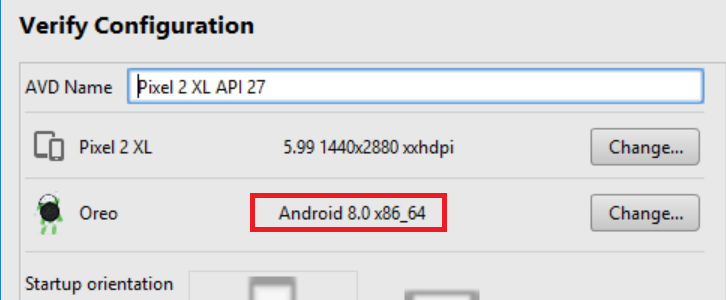 Verify Configuration
AVD Name Pixel 2 XL API 27
Pixel 2 XL 5.99 1440x2880 xxhdpi Change...
Oreo Android 8.0 x86_64 Change...
Startup orientation